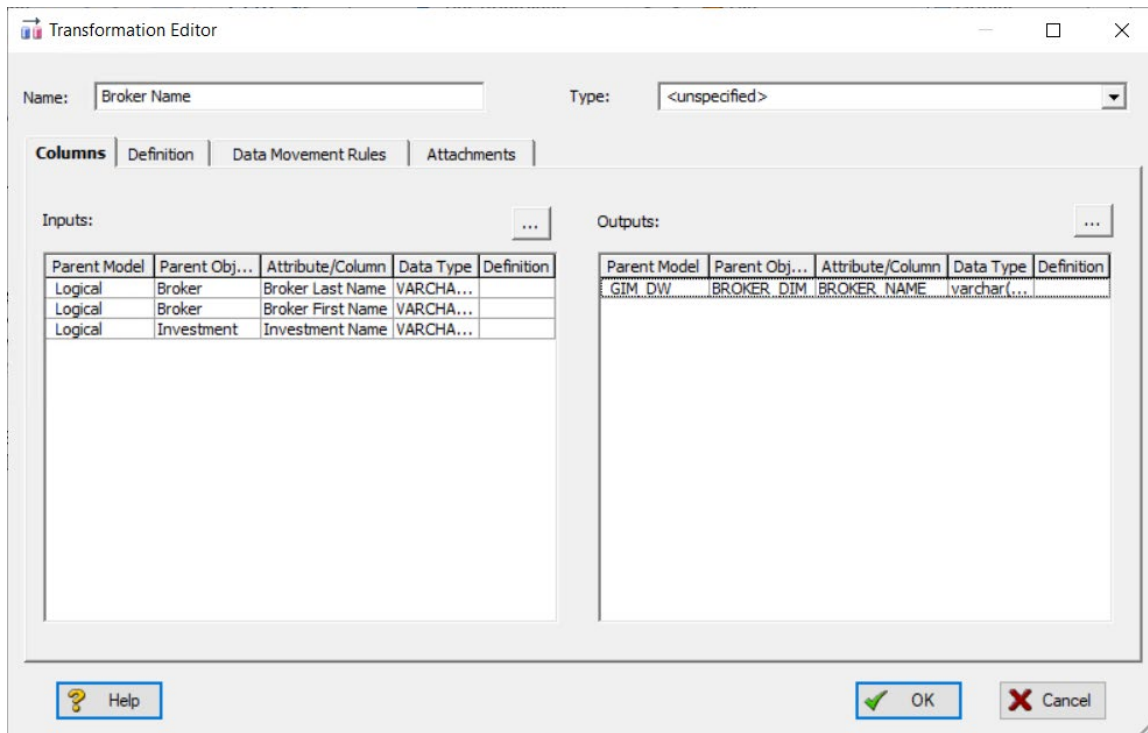 Transformation Editor
Name: Broker Name Type: <unspecified>
Columns Definition Data Movement Rules Attachments
Inputs: ... Outputs: ...
Parent Model Parent Obj... Attribute/Column Data Type Definition
Logical Broker Broker Last Name VARCHA...
Logical Broker Broker First Name VARCHA...
Logical Investment Investment Name VARCHA...
Parent Model Parent Obj... Attribute/Column Data Type Definition
GIM_DW BROKER_DIM BROKER_NAME varchar(...
Help OK Cancel